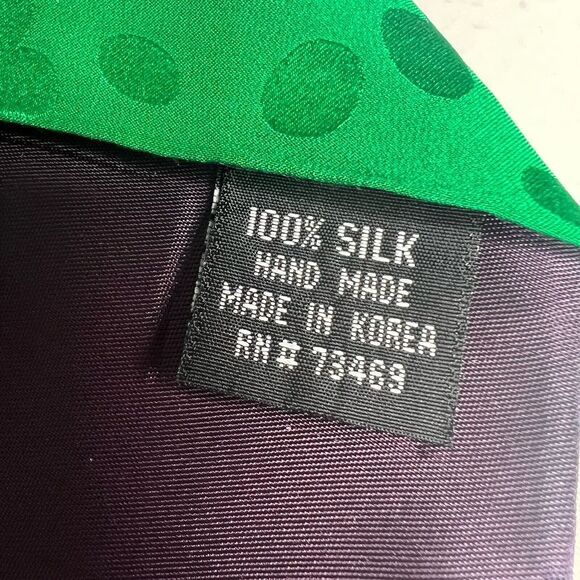 100% SILK
HAND MADE
MADE IN KOREA
RN# 73469